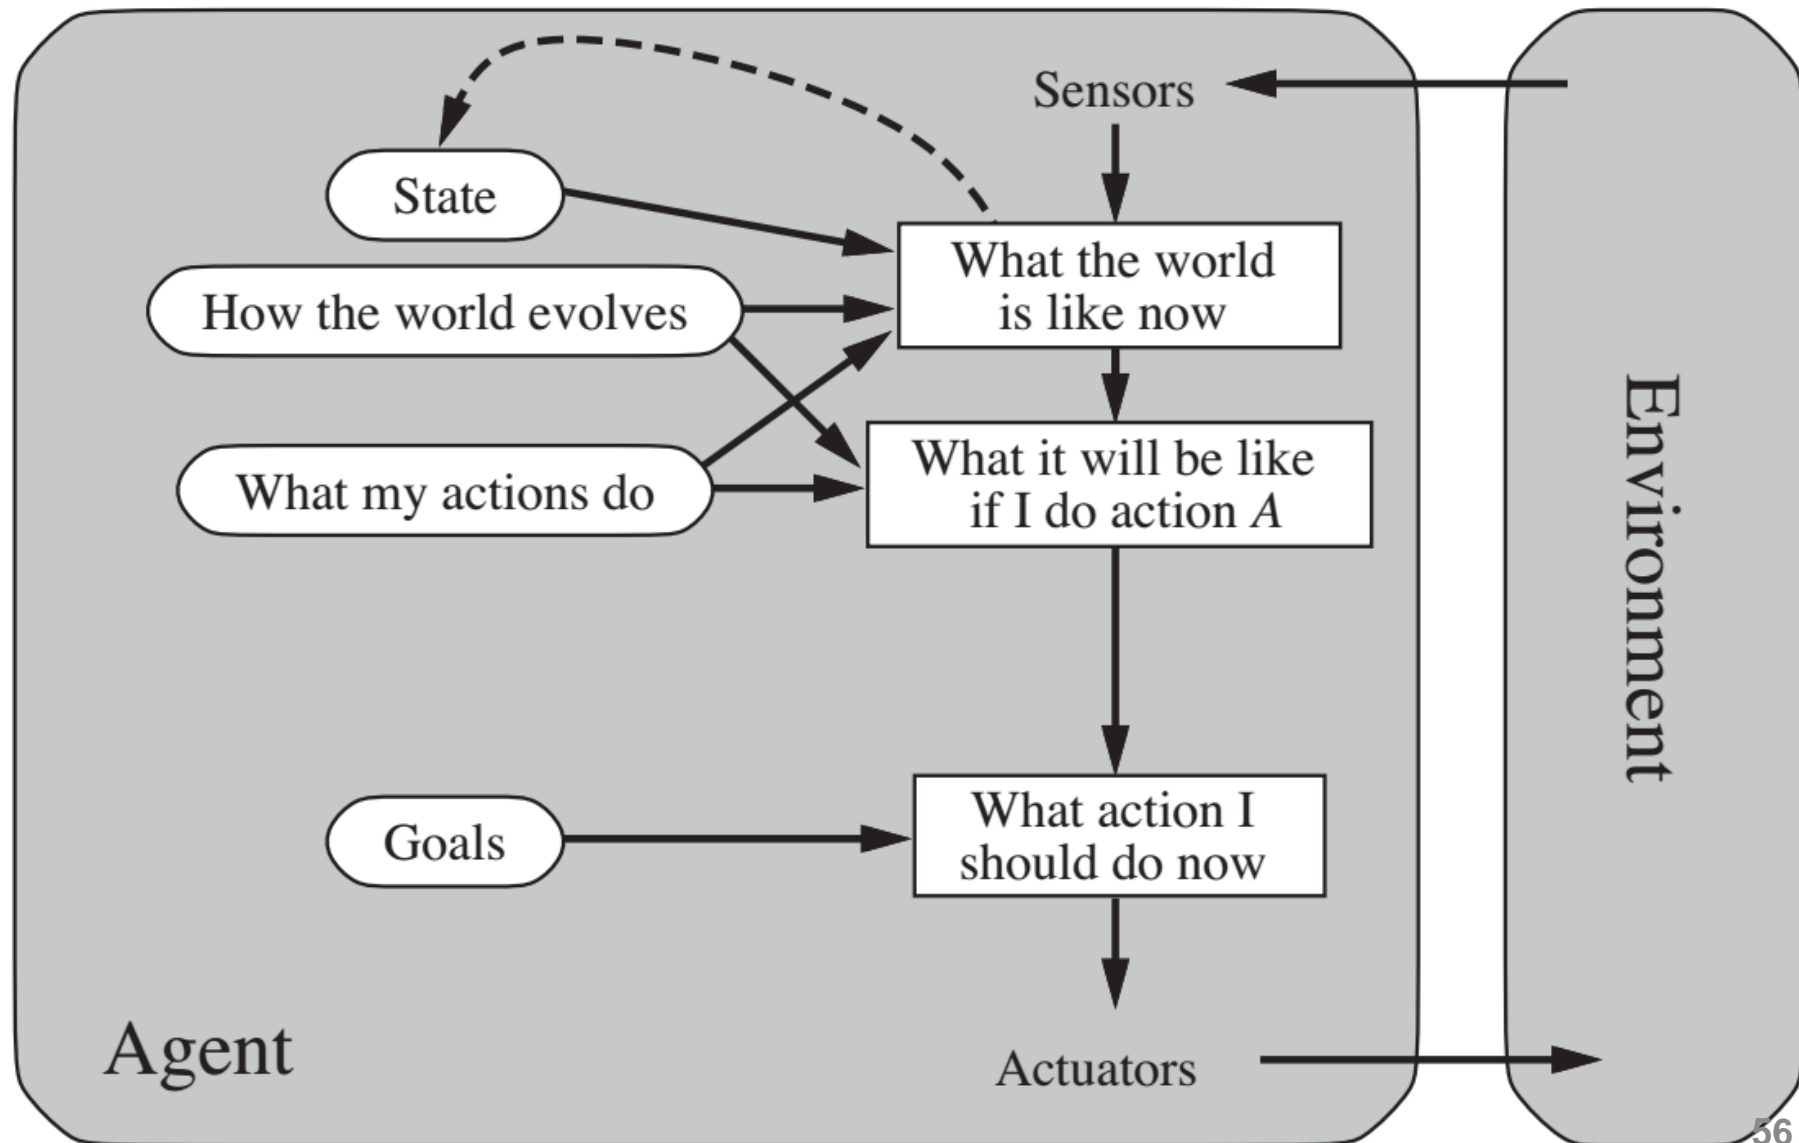 Sensors
State
What the world
is like now
How the world evolves
What my actions do
What it will be like
if I do action A
Goals
What action I
should do now
Agent
Actuators
Environment
56